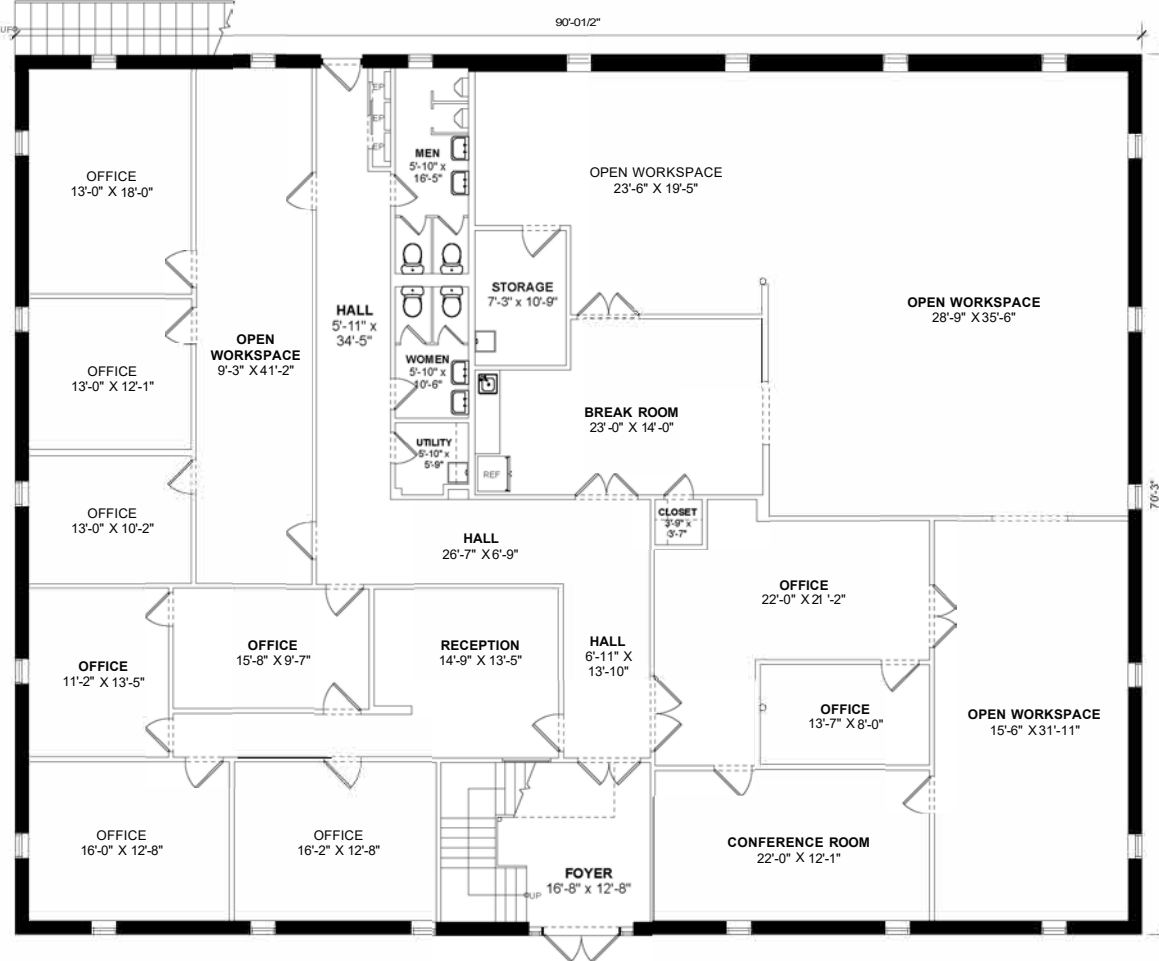 90'-01/2"
UP
OFFICE
13'-0" X 18'-0"
EP
EP
EP
MEN
5'-10" x
16'-5"
OPEN WORKSPACE
23'-6" X 19'-5"
STORAGE
7'-3" x 10'-9"
HALL
5'-11" x
34'-5"
OPEN WORKSPACE
28'-9" X 35'-6"
OPEN
WORKSPACE
9'-3" X 41'-2"
OFFICE
13'-0" X 12'-1"
WOMEN
5'-10" x
10'-6"
BREAK ROOM
23'-0" X 14'-0"
UTILITY
5'-10" x
5'-9"
REF
70'-3"
OFFICE
13'-0" X 10'-2"
CLOSET
3'-9" x
3'-7"
HALL
26'-7" X 6'-9"
OFFICE
22'-0" X 21'-2"
OFFICE
11'-2" X 13'-5"
OFFICE
15'-8" X 9'-7"
RECEPTION
14'-9" X 13'-5"
HALL
6'-11" X
13'-10"
OFFICE
13'-7" X 8'-0"
OPEN WORKSPACE
15'-6" X 31'-11"
OFFICE
16'-0" X 12'-8"
OFFICE
16'-2" X 12'-8"
CONFERENCE ROOM
22'-0" X 12'-1"
FOYER
16'-8" x 12'-8"
UP